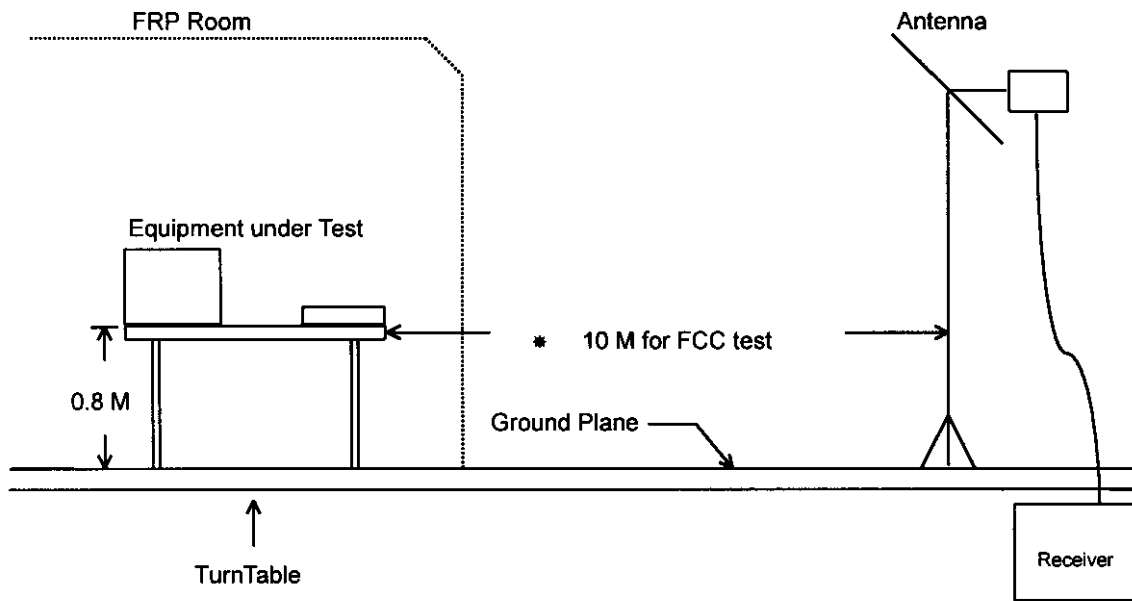 FRP Room
Antenna
Equipment under Test
* 10 M for FCC test
0.8 M
Ground Plane
TurnTable
Receiver